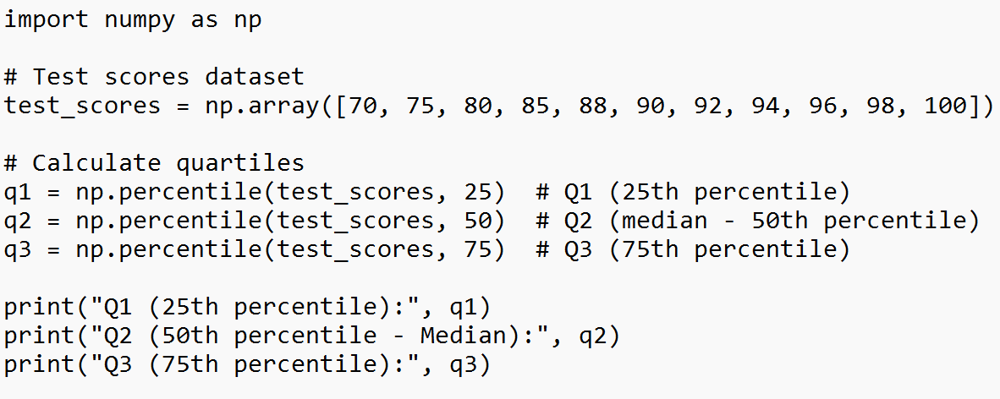 import numpy as np
# Test scores dataset
test_scores = np.array([70, 75, 80, 85, 88, 90, 92, 94, 96, 98, 100])
# Calculate quartiles
q1 = np.percentile(test_scores, 25)  # Q1 (25th percentile)
q2 = np.percentile(test_scores, 50)  # Q2 (median - 50th percentile)
q3 = np.percentile(test_scores, 75)  # Q3 (75th percentile)
print("Q1 (25th percentile):", q1)
print("Q2 (50th percentile - Median):", q2)
print("Q3 (75th percentile):", q3)